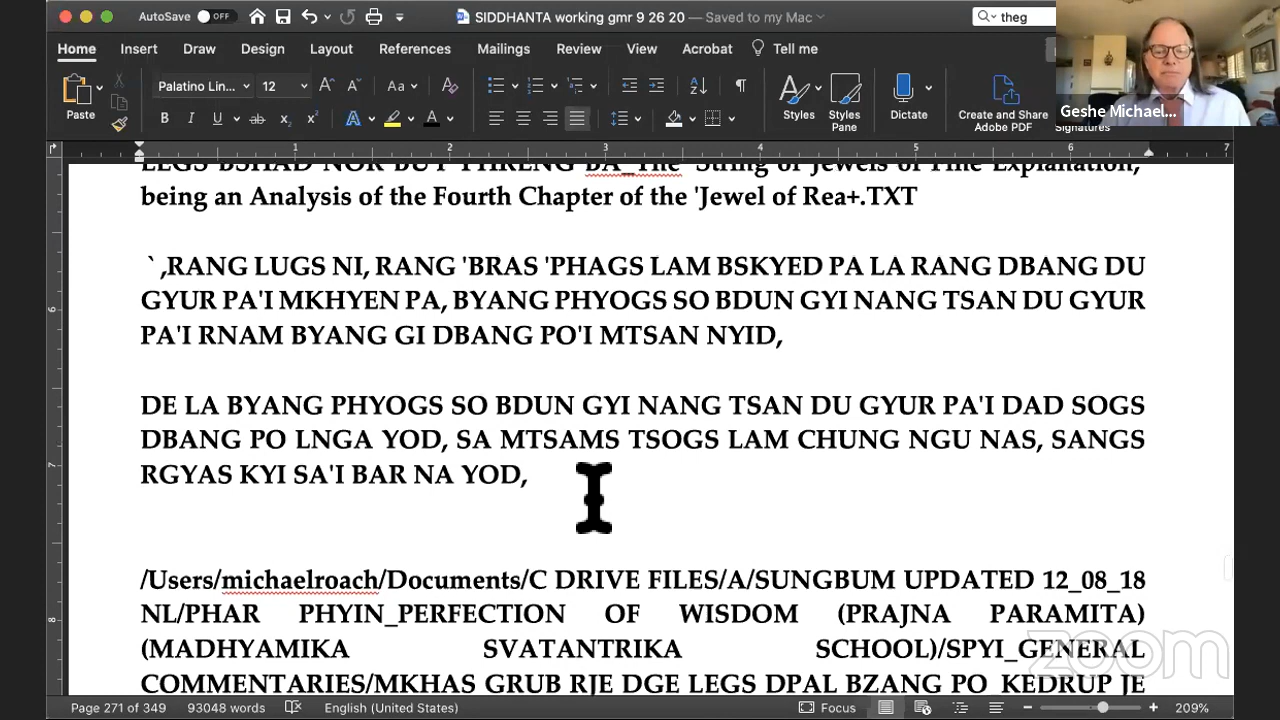 AutoSave OFF SIDDHANTA working gmr 9 26 20 — Saved to my Mac theg
Home Insert Draw Design Layout References Mailings Review View Acrobat Tell me
Paste Palatino Lin... 12 Styles Styles Pane Dictate Create and Share Adobe PDF Signatures
Geshe Michael...
1 2 3 4 5 6 7
being an Analysis of the Fourth Chapter of the 'Jewel of Rea+.TXT
` ,RANG LUGS NI, RANG 'BRAS 'PHAGS LAM BSKYED PA LA RANG DBANG DU
GYUR PA'I MKHYEN PA, BYANG PHYOGS SO BDUN GYI NANG TSAN DU GYUR
PA'I RNAM BYANG GI DBANG PO'I MTSAN NYID,
DE LA BYANG PHYOGS SO BDUN GYI NANG TSAN DU GYUR PA'I DAD SOGS
DBANG PO LNGA YOD, SA MTSAMS TSOGS LAM CHUNG NGU NAS, SANGS
RGYAS KYI SA'I BAR NA YOD,
/Users/michaelroach/Documents/C DRIVE FILES/A/SUNGBUM UPDATED 12_08_18
NL/PHAR PHYIN_PERFECTION OF WISDOM (PRAJNA PARAMITA)
(MADHYAMIKA SVATANTRIKA SCHOOL)/SPYI_GENERAL
COMMENTARIES/MKHAS GRUB RJE DGE LEGS DPAL BZANG PO_KEDRUP JE
zoom
Page 271 of 349 93048 words English (United States) Focus 209%